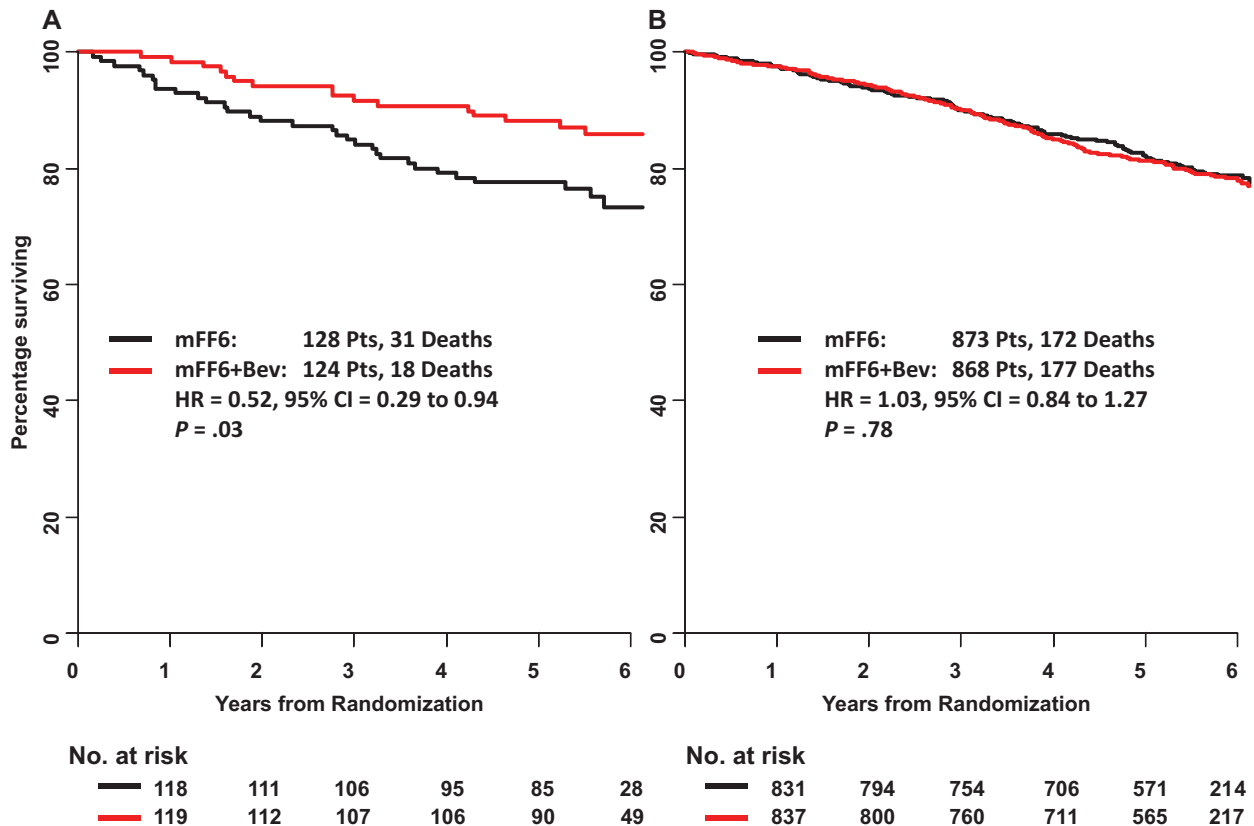 A
B
Percentage surviving
100
80
60
40
20
0
mFF6: 128 Pts, 31 Deaths
mFF6+Bev: 124 Pts, 18 Deaths
HR = 0.52, 95% CI = 0.29 to 0.94
P = .03
0 1 2 3 4 5 6
Years from Randomization
No. at risk
118 111 106 95 85 28
119 112 107 106 90 49
100
80
60
40
20
0
mFF6: 873 Pts, 172 Deaths
mFF6+Bev: 868 Pts, 177 Deaths
HR = 1.03, 95% CI = 0.84 to 1.27
P = .78
0 1 2 3 4 5 6
Years from Randomization
No. at risk
831 794 754 706 571 214
837 800 760 711 565 217